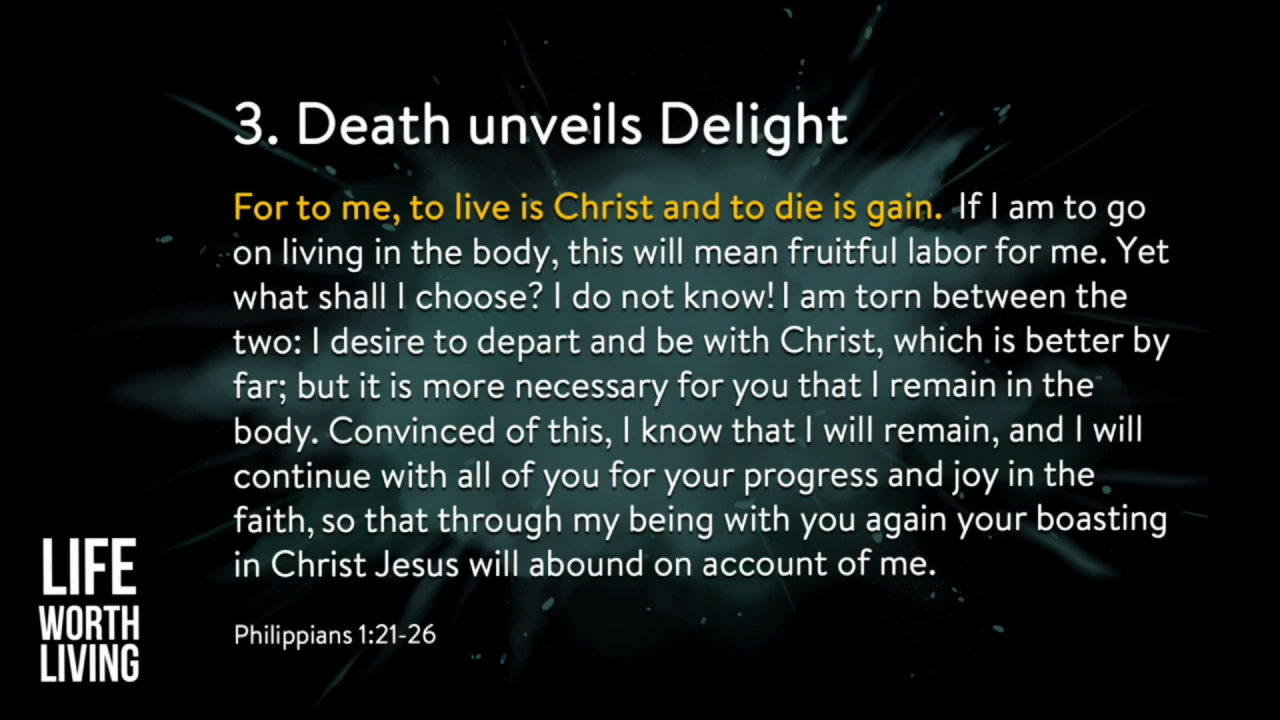 3. Death unveils Delight
For to me, to live is Christ and to die is gain. If I am to go
on living in the body, this will mean fruitful labor for me. Yet
what shall I choose? I do not know! I am torn between the
two: I desire to depart and be with Christ, which is better by
far; but it is more necessary for you that I remain in the
body. Convinced of this, I know that I will remain, and I will
continue with all of you for your progress and joy in the
faith, so that through my being with you again your boasting
in Christ Jesus will abound on account of me.
Philippians 1:21-26
LIFE
WORTH
LIVING